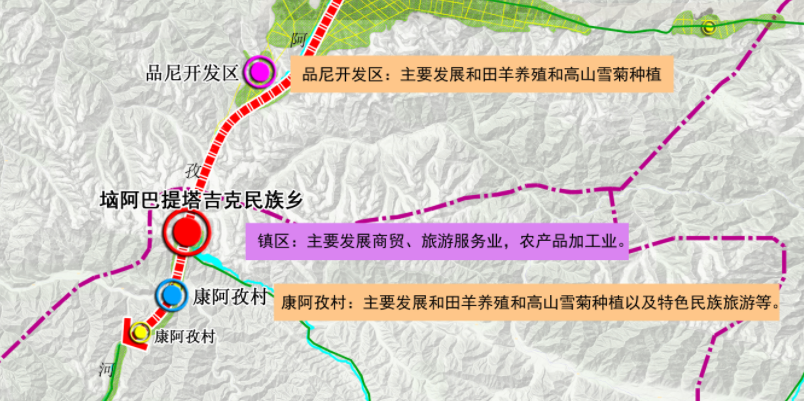 阿
品尼开发区
品尼开发区：主要发展和田羊养殖和高山雪菊种植
孜
垴阿巴提塔吉克民族乡
镇区：主要发展商贸、旅游服务业，农产品加工业。
康阿孜村
康阿孜村：主要发展和田羊养殖和高山雪菊种植以及特色民族旅游等。
康阿孜村
河